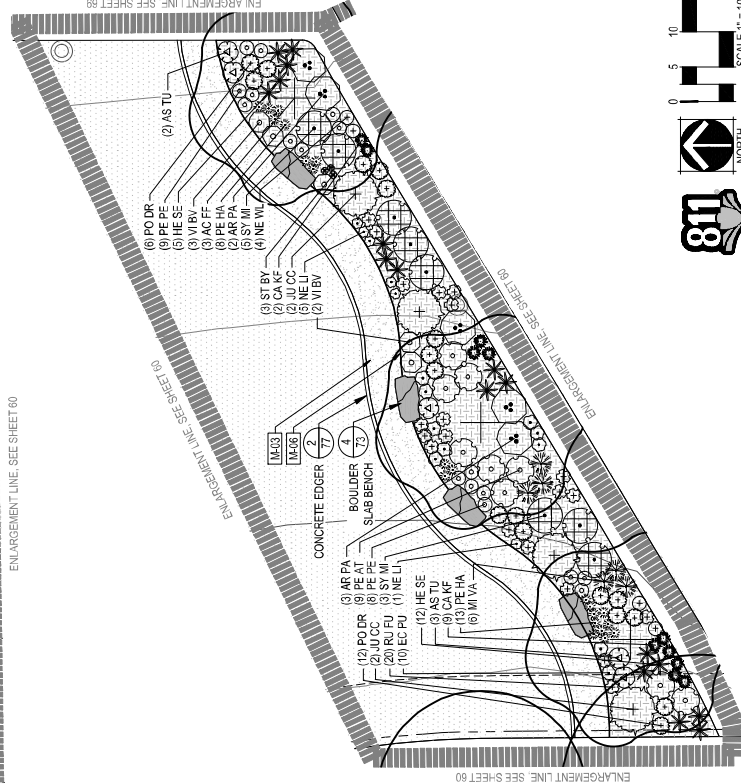 ENLARGEMENT LINE, SEE SHEET 69
ENLARGEMENT LINE, SEE SHEET 60
ENLARGEMENT LINE, SEE SHEET 60
ENLARGEMENT LINE, SEE SHEET 60
ENLARGEMENT LINE, SEE SHEET 60
(2) AS TU
(6) PO DR
(9) PE PE
(5) HE SE
(3) VI BV
(3) AC FF
(8) PE HA
(2) AR PA
(5) SY MI
(4) NE WL
(3) ST BY
(2) CA KF
(2) JU CC
(5) NE LI
(2) VI BV
M-03
M-06
2
77
CONCRETE EDGER
4
73
BOULDER
SLAB BENCH
(3) AR PA
(9) PE AT
(8) PE PE
(3) SY MI
(1) NE LI
(12) PO DR
(2) JU CC
(20) RU FU
(10) EC PU
(12) HE SE
(3) AS TU
(9) CA KF
(13) PE HA
(6) MI VA
0
5
10
NORTH
811